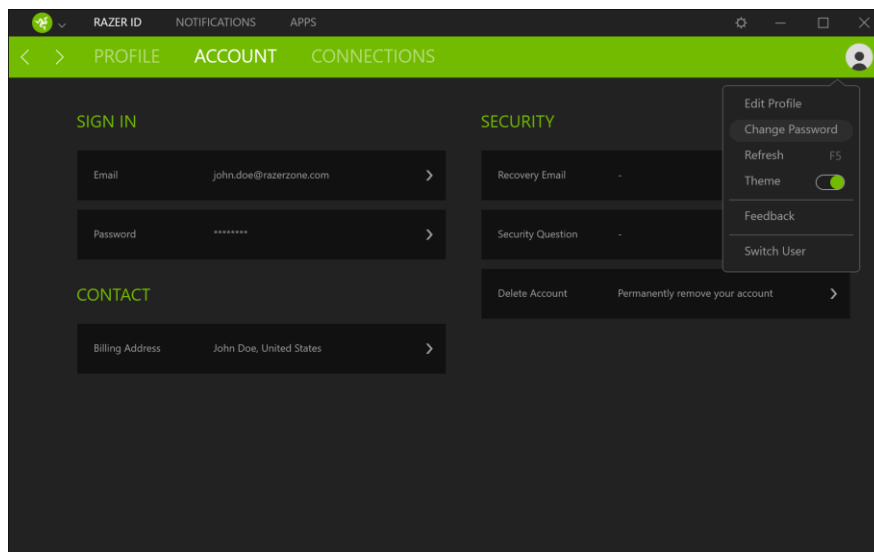 RAZER ID NOTIFICATIONS APPS
PROFILE ACCOUNT CONNECTIONS
SIGN IN
Email john.doe@razerzone.com
Password ********
CONTACT
Billing Address John Doe, United States
SECURITY
Recovery Email -
Security Question -
Delete Account Permanently remove your account
Edit Profile
Change Password
Refresh F5
Theme
Feedback
Switch User